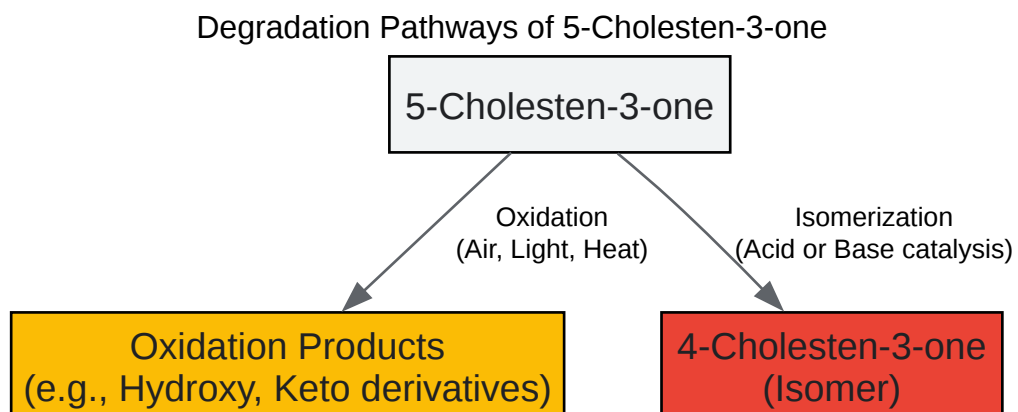 Degradation Pathways of 5-Cholesten-3-one
5-Cholesten-3-one
Oxidation
(Air, Light, Heat)
Isomerization
(Acid or Base catalysis)
Oxidation Products
(e.g., Hydroxy, Keto derivatives)
4-Cholesten-3-one
(Isomer)